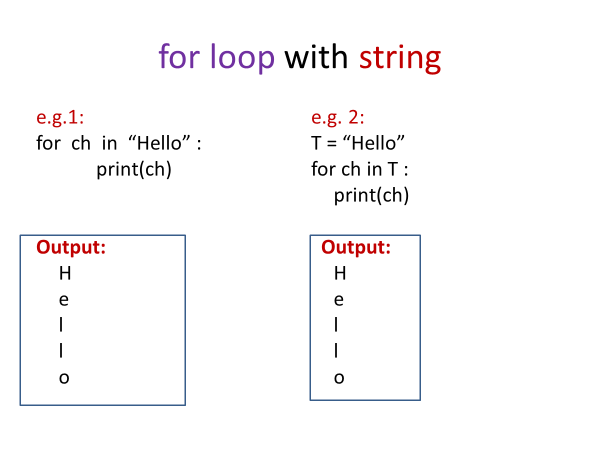 for loop with string
e.g.1:
for ch in “Hello” :
print(ch)
Output:
H
e
l
l
o
e.g. 2:
T = “Hello”
for ch in T :
print(ch)
Output:
H
e
l
l
o